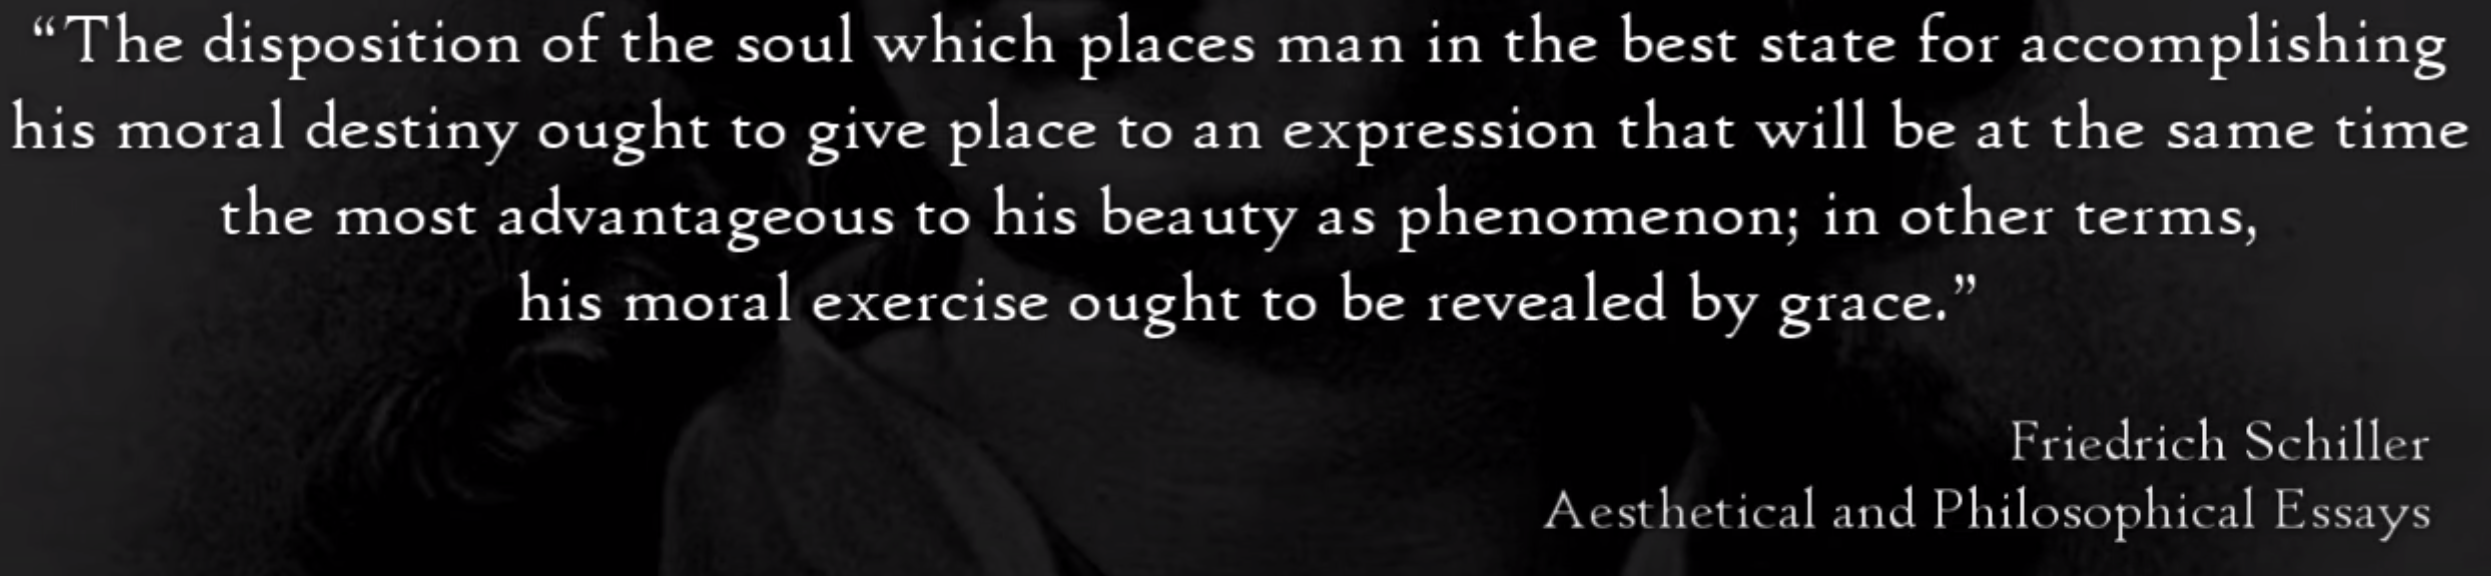 “The disposition of the soul which places man in the best state for accomplishing
his moral destiny ought to give place to an expression that will be at the same time
the most advantageous to his beauty as phenomenon; in other terms,
his moral exercise ought to be revealed by grace.”
Friedrich Schiller
Aesthetical and Philosophical Essays